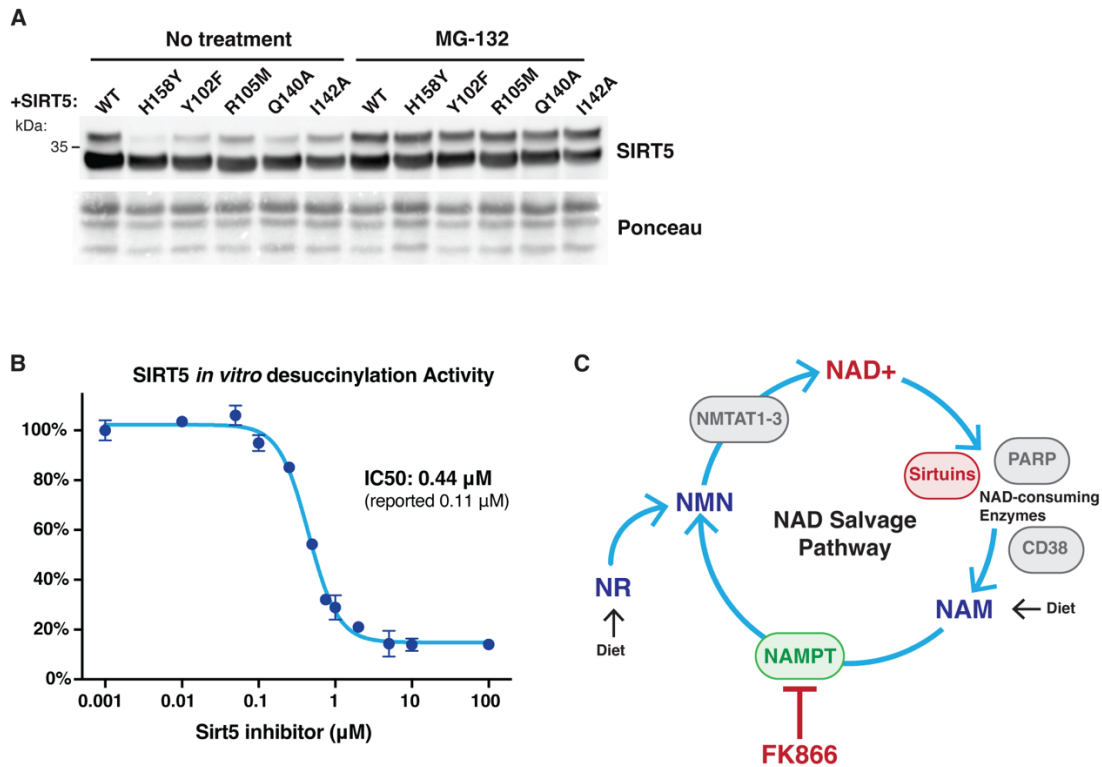 A
No treatment
MG-132
+SIRT5:
WT
H158Y
Y102F
R105M
Q140A
I142A
WT
H158Y
Y102F
R105M
Q140A
I142A
kDa:
35
SIRT5
Ponceau
B
SIRT5 in vitro desuccinylation Activity
100%
80%
60%
40%
20%
0%
IC50: 0.44 µM
(reported 0.11 µM)
0.001
0.01
0.1
1
10
100
Sirt5 inhibitor (µM)
C
NAD+
NMTAT1-3
Sirtuins
PARP
NAD-consuming
Enzymes
NMN
NAD Salvage
Pathway
CD38
NR
NAM
Diet
Diet
NAMPT
FK866